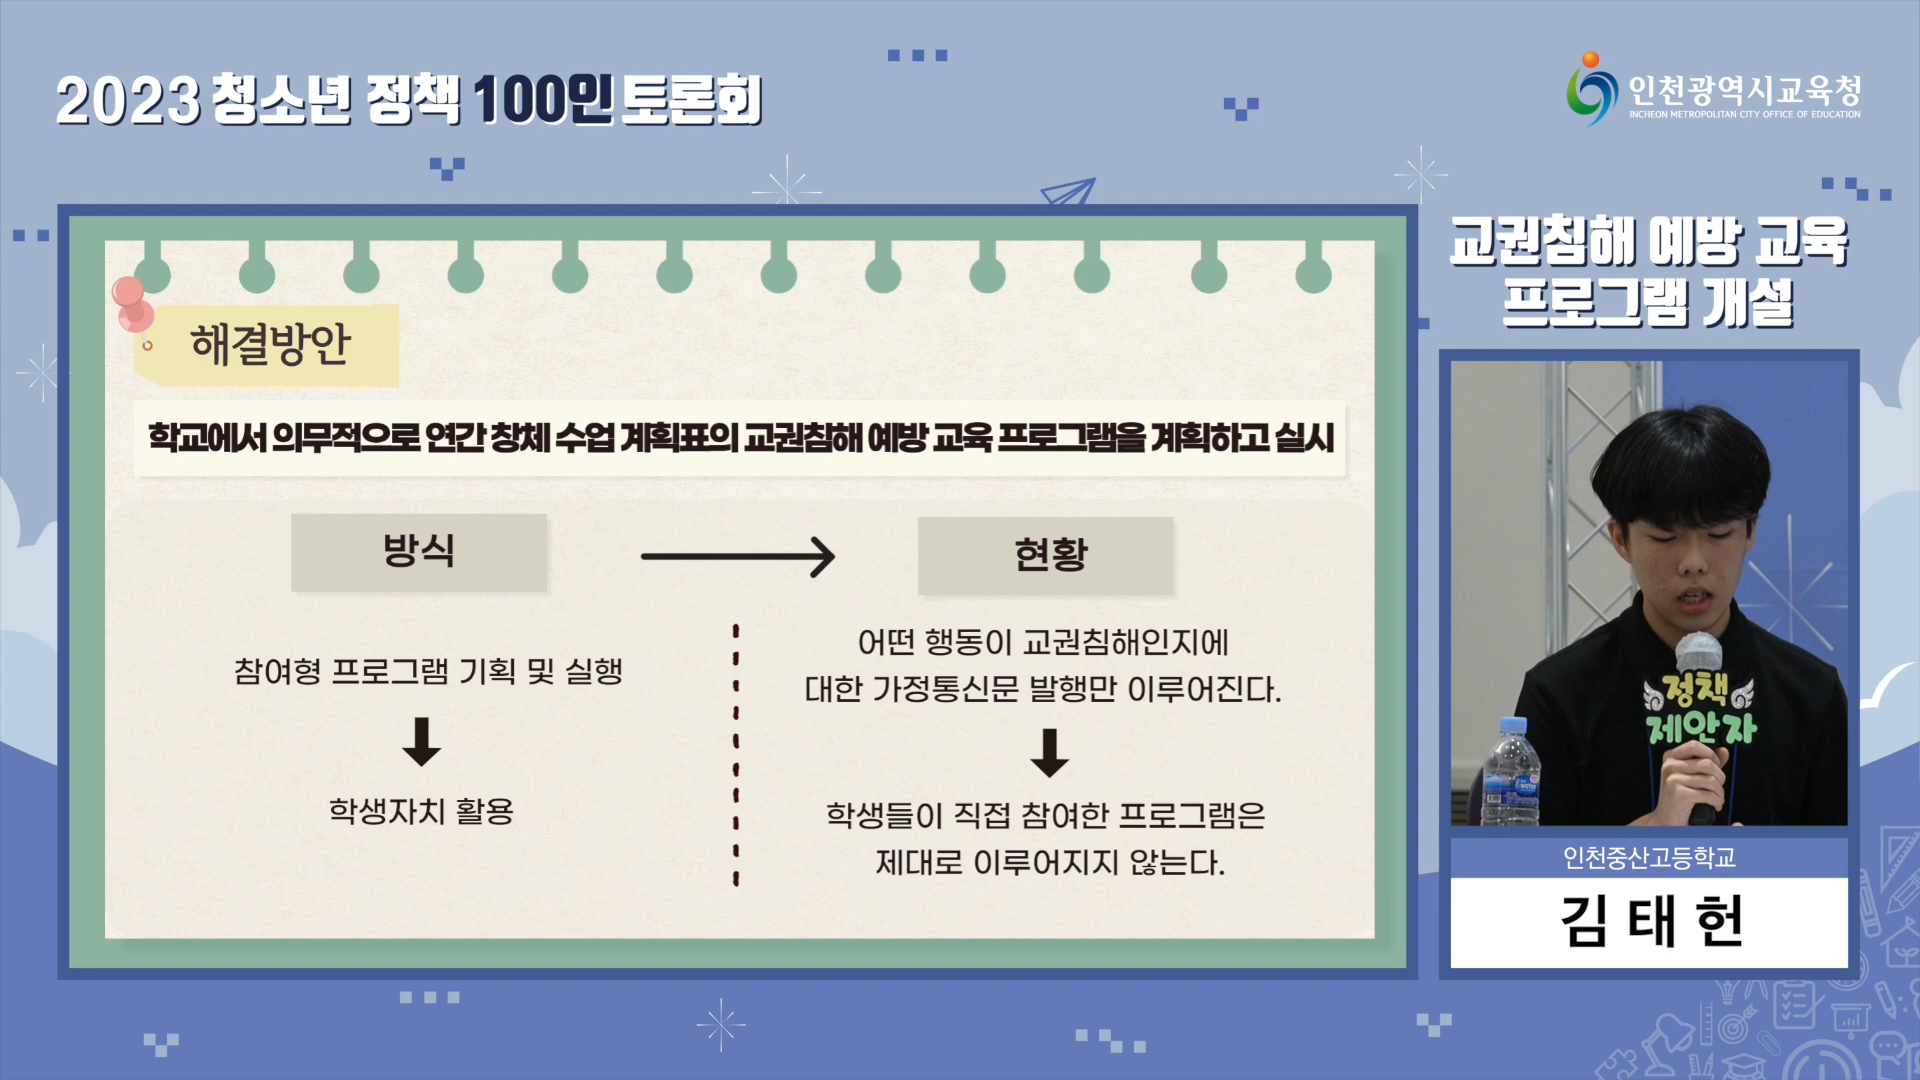 2023 청소년 정책 100인 토론회
인천광역시교육청
INCHEON METROPOLITAN CITY OFFICE OF EDUCATION
교권침해 예방 교육
프로그램 개설
해결방안
학교에서 의무적으로 연간 창체 수업 계획표의 교권침해 예방 교육 프로그램을 계획하고 실시
방식
현황
참여형 프로그램 기획 및 실행
학생자치 활용
어떤 행동이 교권침해인지에
대한 가정통신문 발행만 이루어진다.
학생들이 직접 참여한 프로그램은
제대로 이루어지지 않는다.
정책
제안자
인천중산고등학교
김태헌